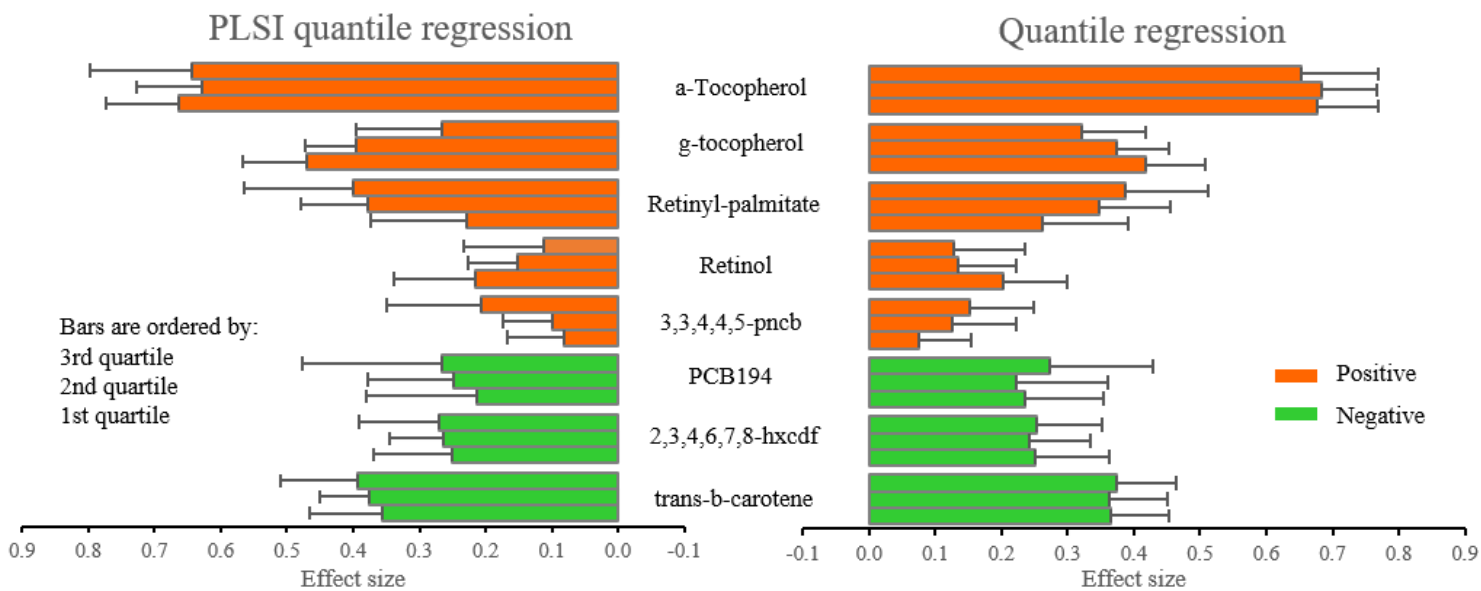 PLSI quantile regression
Quantile regression
a-Tocopherol
g-tocopherol
Retinyl-palmitate
Retinol
3,3,4,4,5-pncb
PCB194
2,3,4,6,7,8-hxcdf
trans-b-carotene
Bars are ordered by:
3rd quartile
2nd quartile
1st quartile
Positive
Negative
0.9 0.8 0.7 0.6 0.5 0.4 0.3 0.2 0.1 0.0 -0.1
Effect size
-0.1 0.0 0.1 0.2 0.3 0.4 0.5 0.6 0.7 0.8 0.9
Effect size